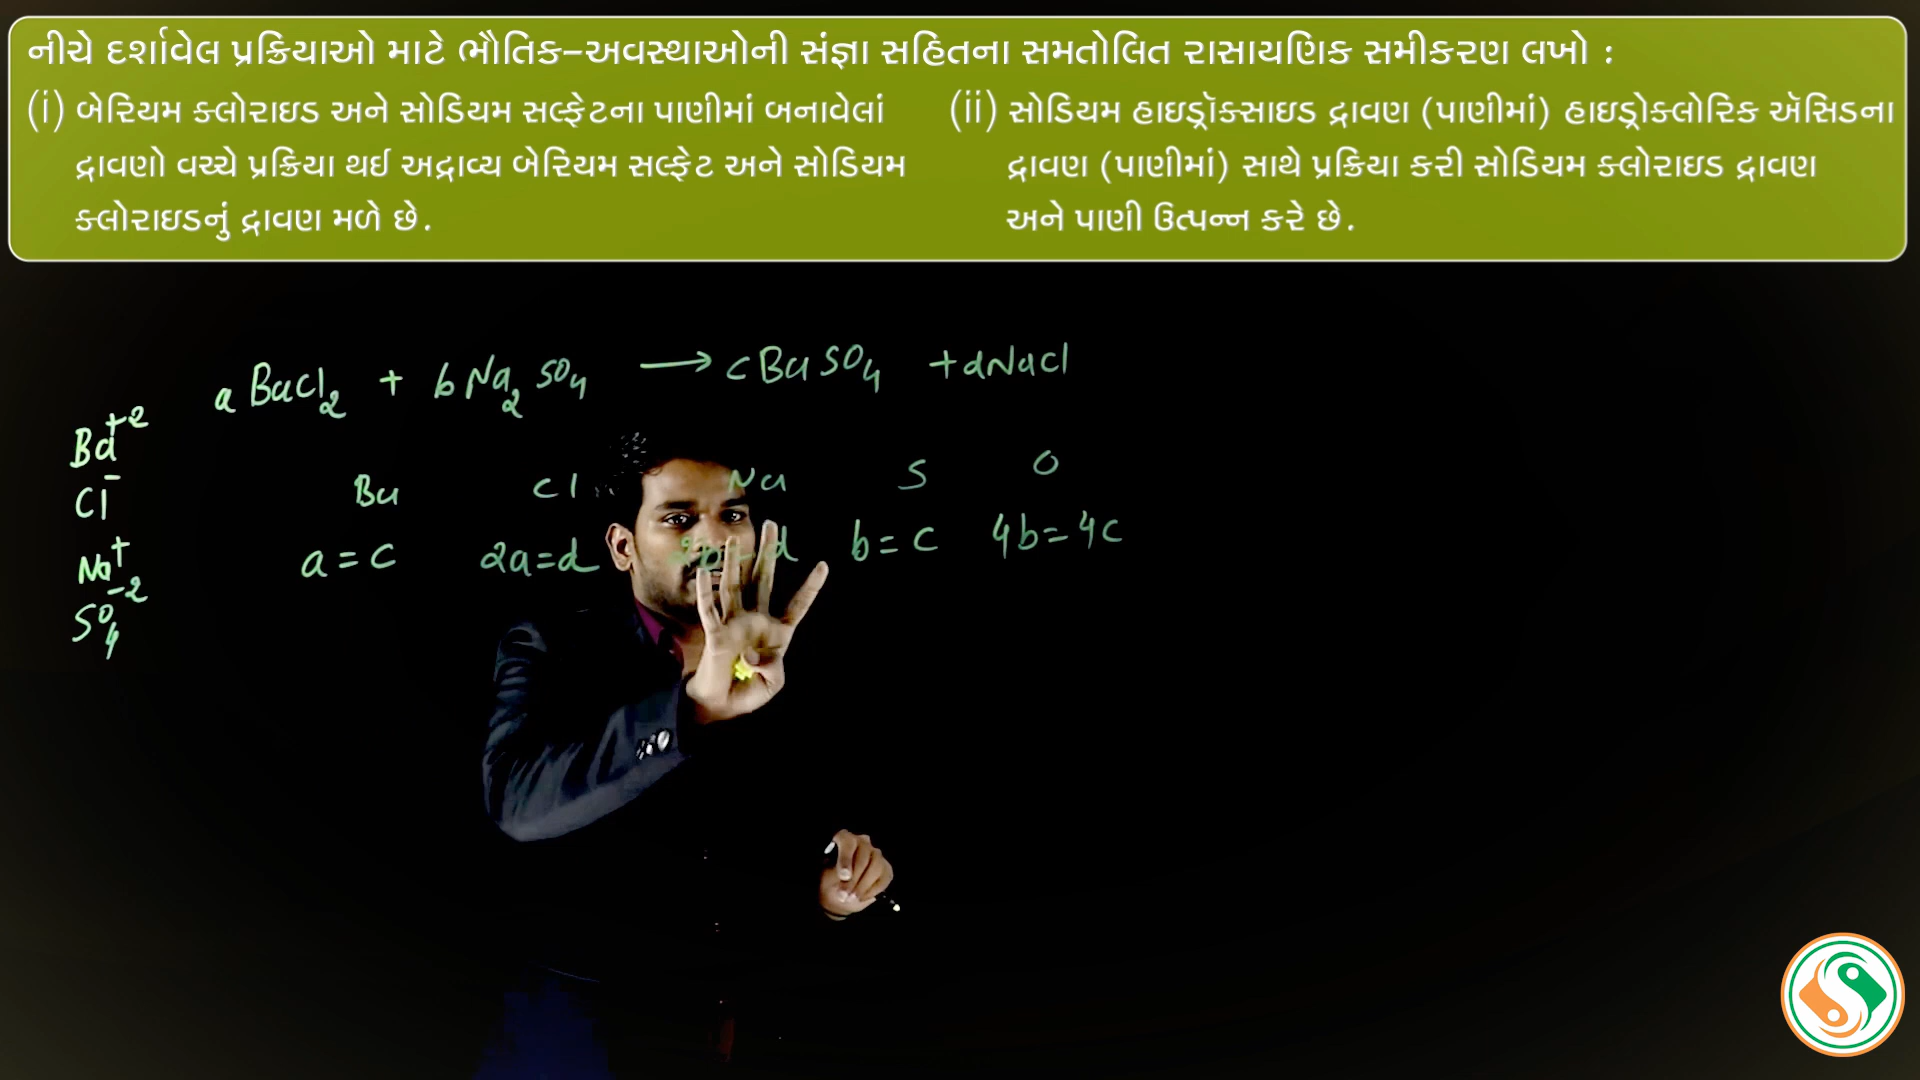 નીચે દર્શાવેલ પ્રક્રિયાઓ માટે ભૌતિક-અવસ્થાઓની સંજ્ઞા સહિતના સમતોલિત રાસાયણિક સમીકરણ લખો :
(i) બેરિયમ ક્લોરાઇડ અને સોડિયમ સલ્ફેટના પાણીમાં બનાવેલાં
દ્રાવણો વચ્ચે પ્રક્રિયા થઈ અદ્રાવ્ય બેરિયમ સલ્ફેટ અને સોડિયમ
ક્લોરાઇડનું દ્રાવણ મળે છે.
(ii) સોડિયમ હાઇડ્રૉક્સાઇડ દ્રાવણ (પાણીમાં) હાઇડ્રોક્લોરિક ઍસિડના
દ્રાવણ (પાણીમાં) સાથે પ્રક્રિયા કરી સોડિયમ ક્લોરાઇડ દ્રાવણ
અને પાણી ઉત્પન્ન કરે છે.
a BaCl₂ + b Na₂SO₄ → c BaSO₄ + dNaCl
Ba⁺²
Cl⁻
Na⁺
SO₄⁻²
Ba Cl Na S O
a = c 2a = d 2b = d b = c 4b = 4c